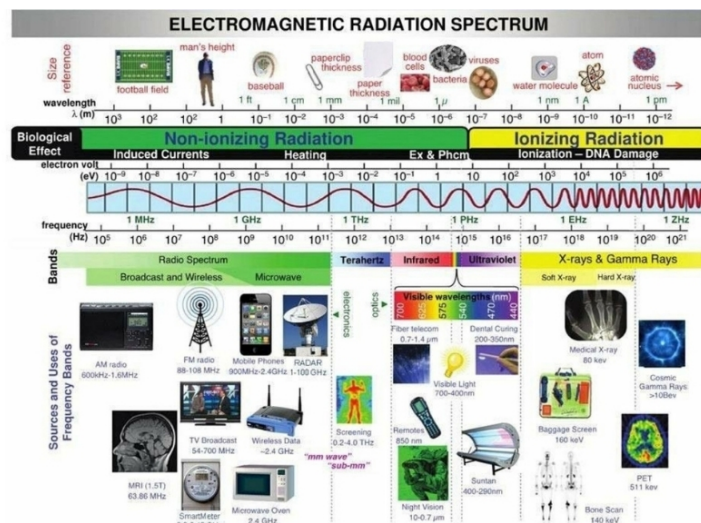 ELECTROMAGNETIC RADIATION SPECTRUM
Size reference
football field
man's height
baseball
paperclip thickness
paper thickness
blood cells
bacteria
viruses
water molecule
atom
atomic nucleus
1 ft 1 cm 1 mm 1 mil 1 µ 1 nm 1 A 1 pm
wavelength
λ (m) 10³ 10² 10¹ 1 10⁻¹ 10⁻² 10⁻³ 10⁻⁴ 10⁻⁵ 10⁻⁶ 10⁻⁷ 10⁻⁸ 10⁻⁹ 10⁻¹⁰ 10⁻¹¹ 10⁻¹²
Biological Effect
Non-ionizing Radiation
Ionizing Radiation
Induced Currents Heating Ex & Phcm Ionization – DNA Damage
electron volt
(eV) 10⁻⁹ 10⁻⁸ 10⁻⁷ 10⁻⁶ 10⁻⁵ 10⁻⁴ 10⁻³ 10⁻² 10⁻¹ 1 10 10² 10³ 10⁴ 10⁵ 10⁶
frequency 1 MHz 1 GHz 1 THz 1 PHz 1 EHz 1 ZHz
(Hz) 10⁵ 10⁶ 10⁷ 10⁸ 10⁹ 10¹⁰ 10¹¹ 10¹² 10¹³ 10¹⁴ 10¹⁵ 10¹⁶ 10¹⁷ 10¹⁸ 10¹⁹ 10²⁰ 10²¹
Bands
Radio Spectrum
Terahertz
Infrared
Ultraviolet
X-rays & Gamma Rays
Broadcast and Wireless
Microwave
Soft X-ray
Hard X-ray
electronics
optics
Visible wavelengths (nm)
700 625 575 540 470 440
Sources and Uses of
Frequency Bands
AM radio
600kHz-1.6MHz
FM radio
88-108 MHz
Mobile Phones
900MHz-2.4GHz
RADAR
1-100 GHz
Fiber telecom
0.7-1.4 µm
Dental Curing
200-350nm
Medical X-ray
80 kev
Visible Light
700-400nm
Cosmic
Gamma Rays
>10Bev
TV Broadcast
54-700 MHz
Wireless Data
~2.4 GHz
Screening
0.2-4.0 THz
"mm wave"
"sub-mm"
Remotes
850 nm
Baggage Screen
160 keV
MRI (1.5T)
63.86 MHz
Suntan
400-290nm
PET
511 keV
SmartMeter
Microwave Oven
2.4 GHz
Night Vision
10-0.7 µm
Bone Scan
140 keV